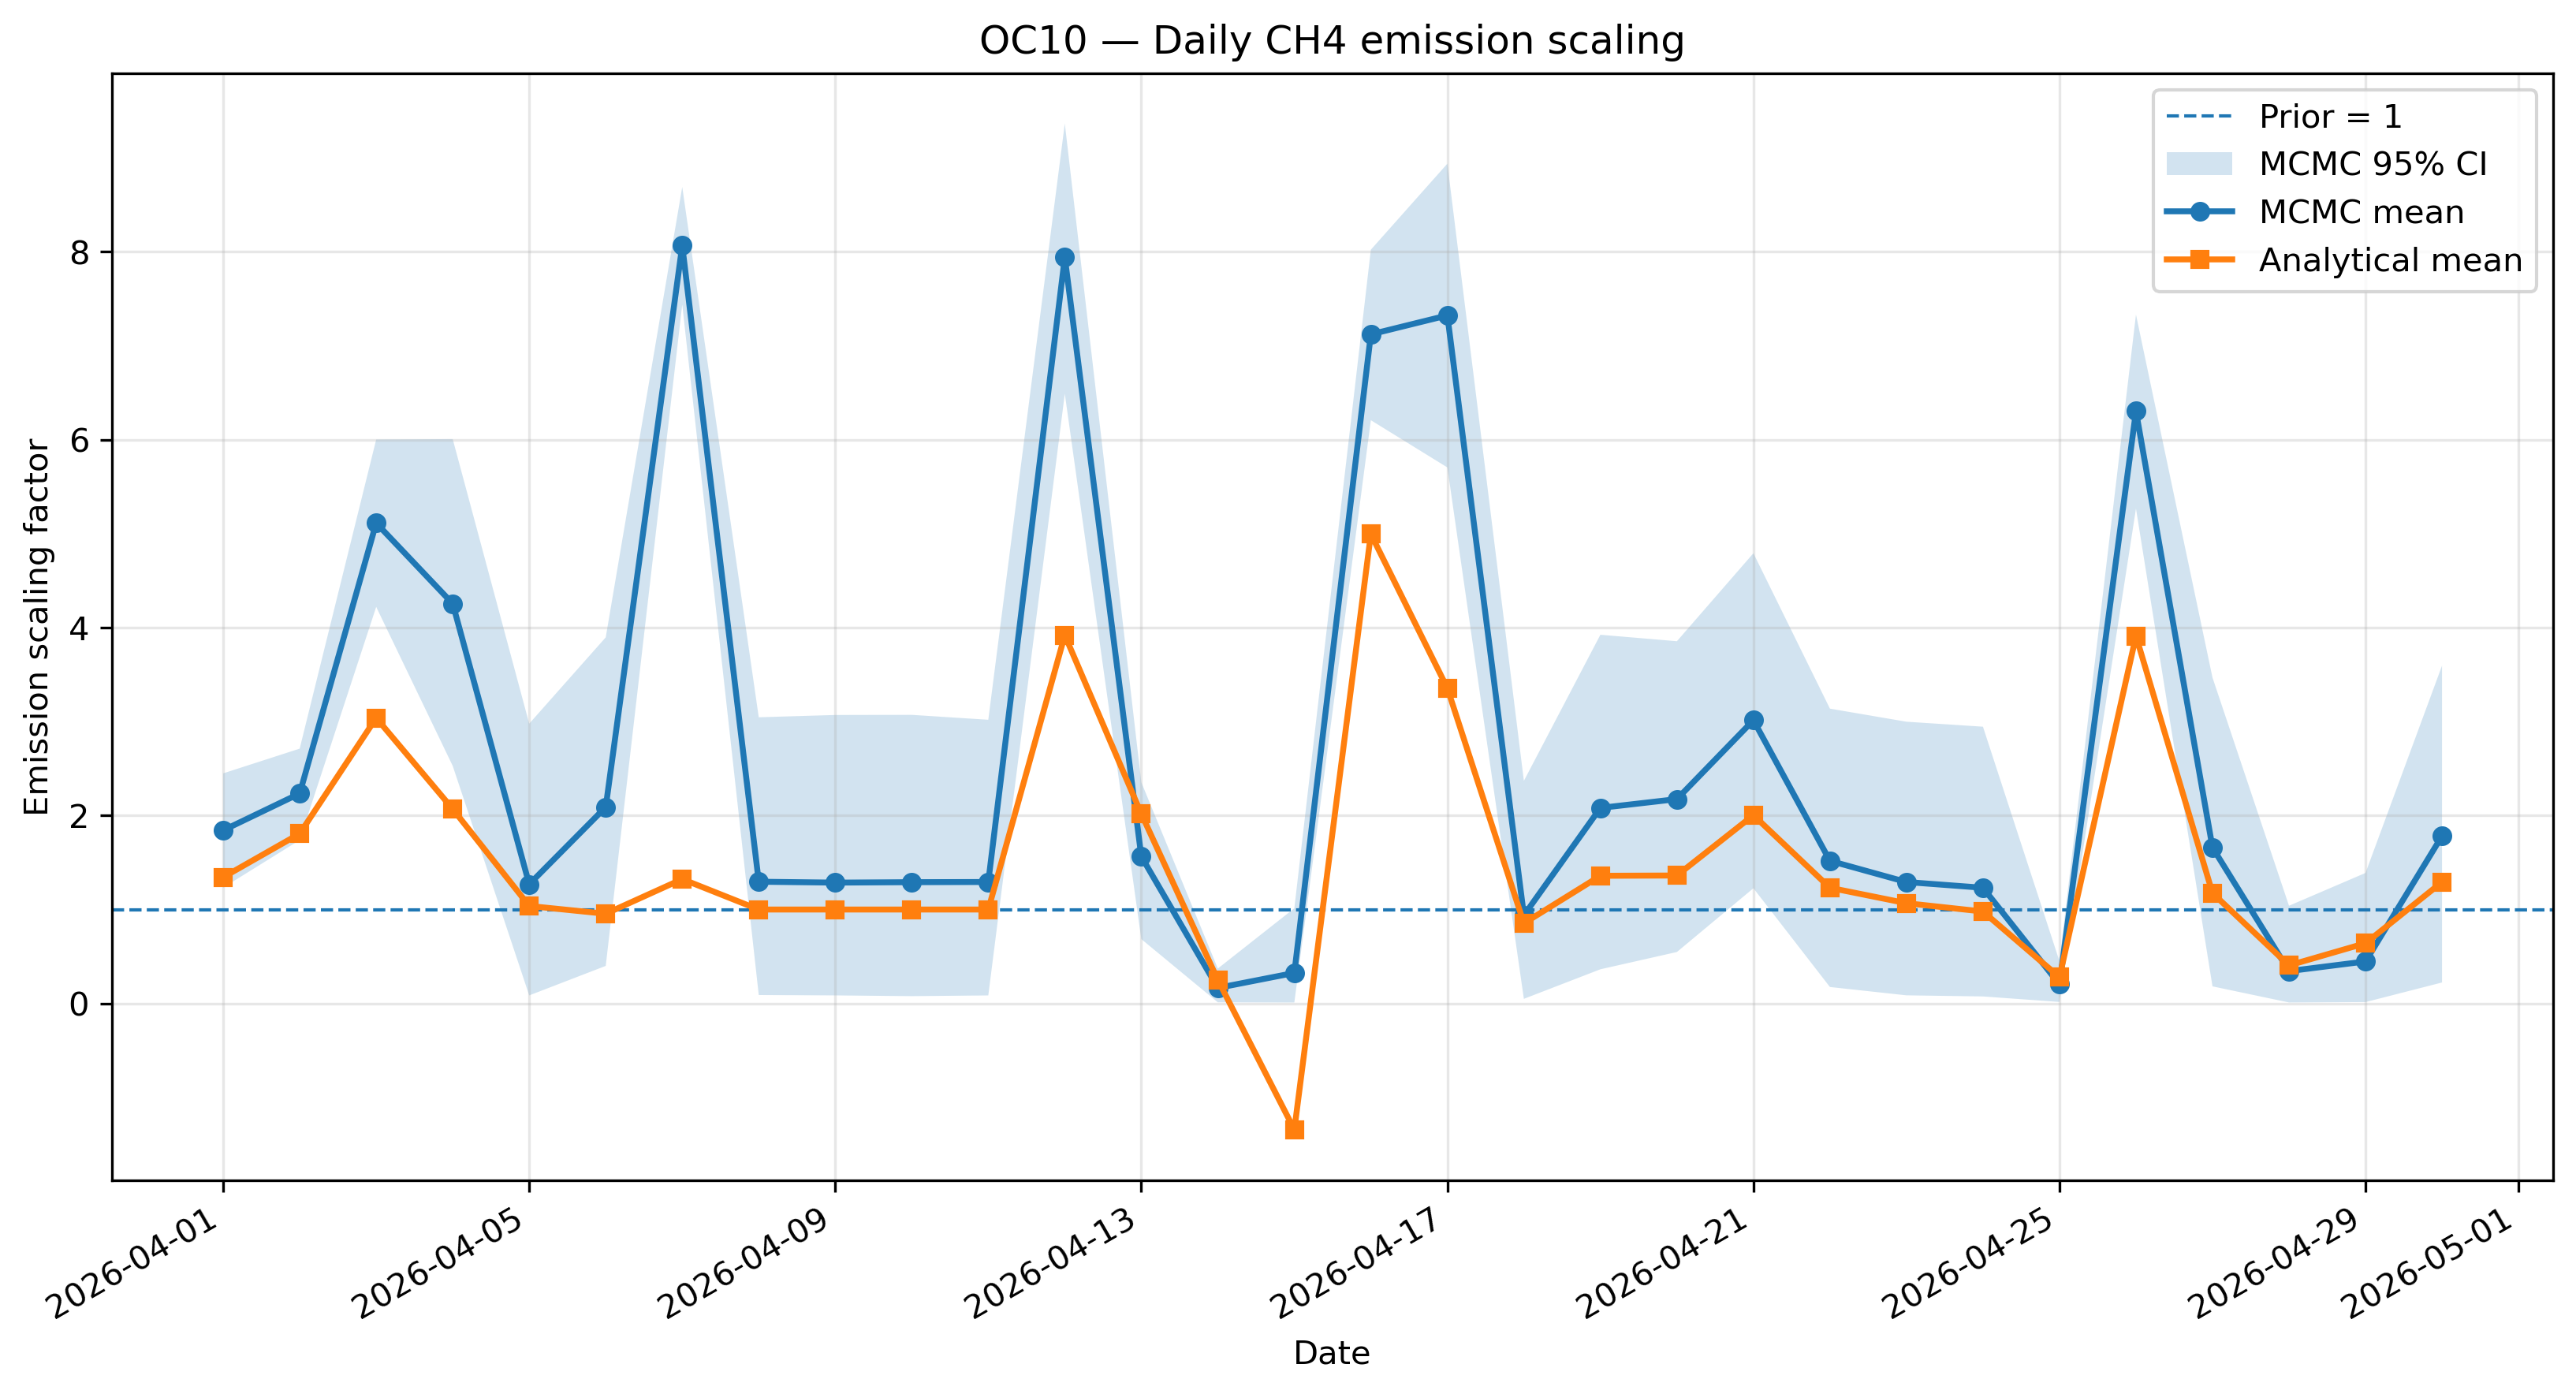 OC10 — Daily CH4 emission scaling
Prior = 1
MCMC 95% CI
MCMC mean
Analytical mean
Emission scaling factor
8
6
4
2
0
2026-04-01
2026-04-05
2026-04-09
2026-04-13
2026-04-17
2026-04-21
2026-04-25
2026-04-29
2026-05-01
Date